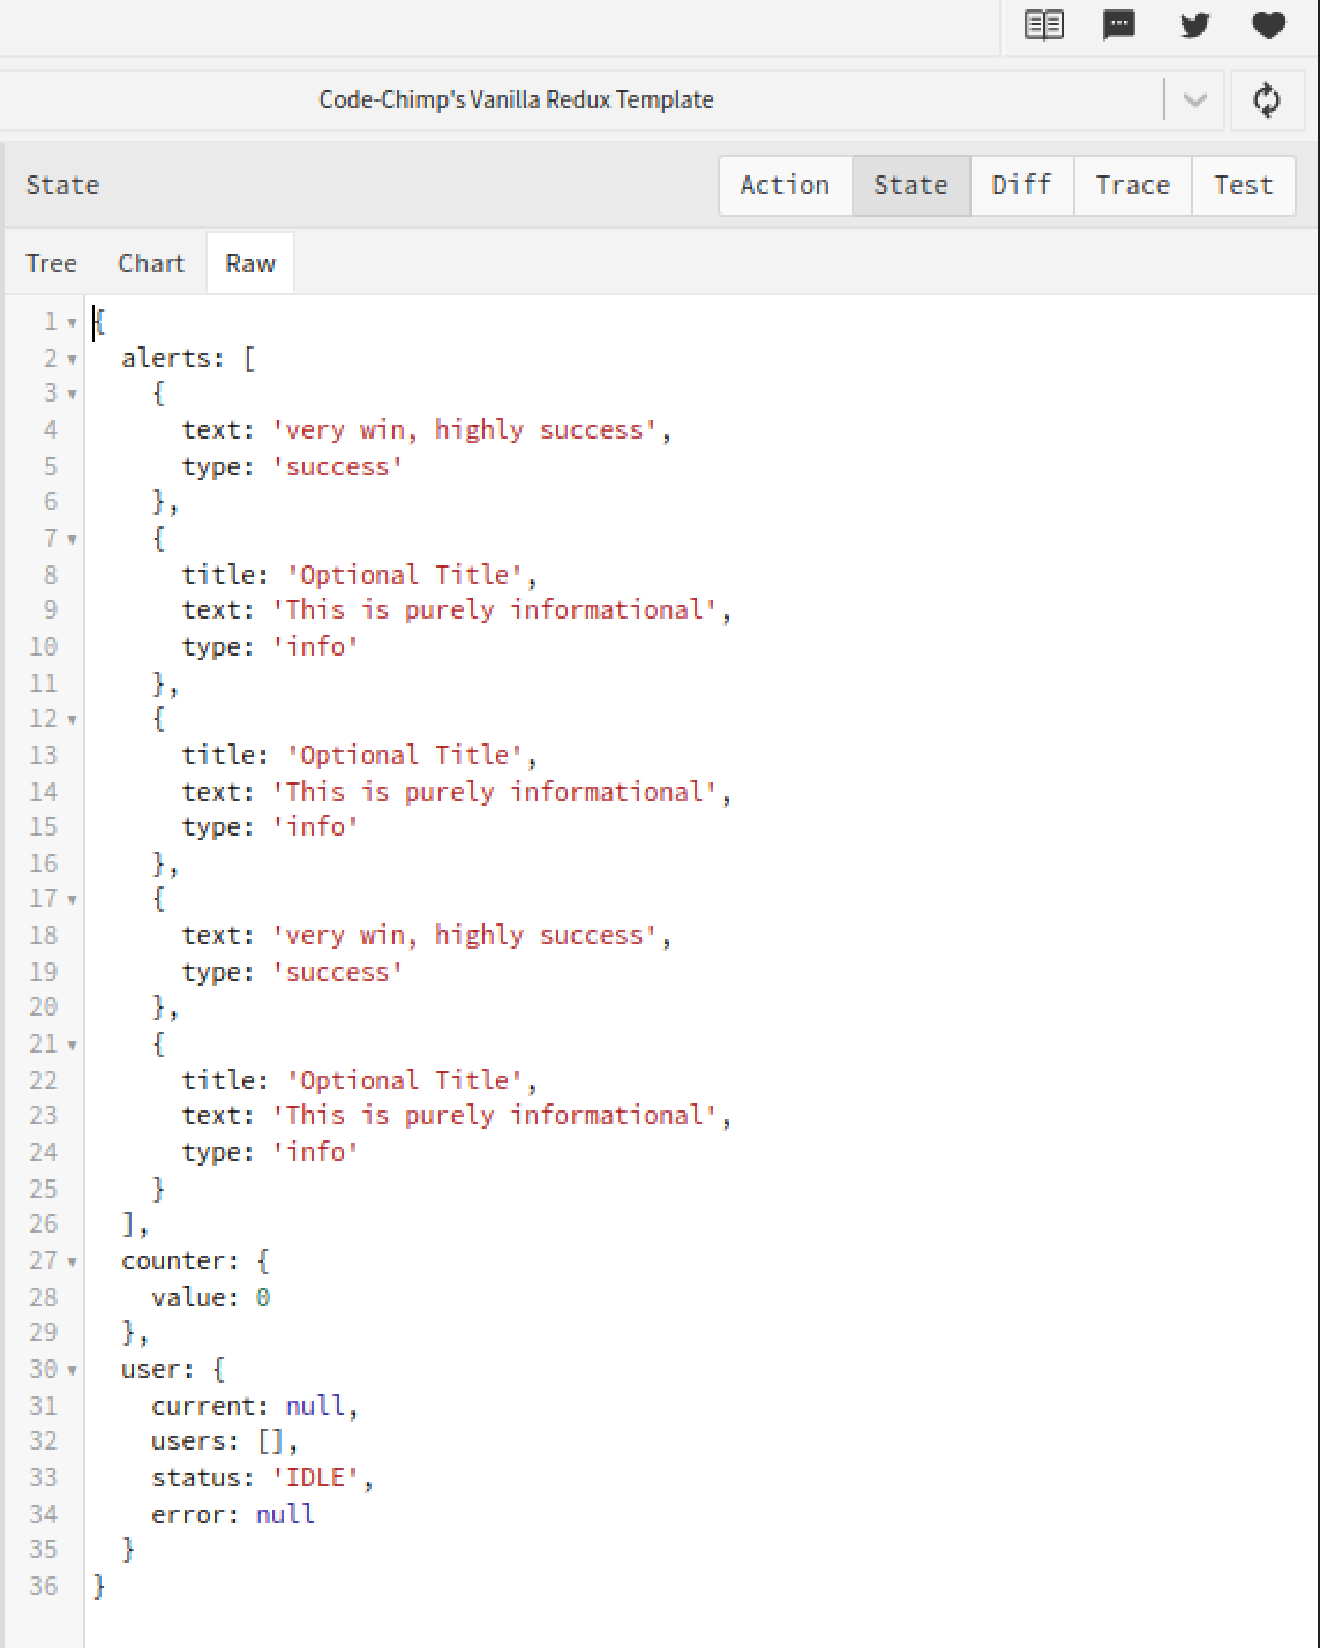 Code-Chimp's Vanilla Redux Template
State Action State Diff Trace Test
Tree Chart Raw
1 {
2 alerts: [
3 {
4 text: 'very win, highly success',
5 type: 'success'
6 },
7 {
8 title: 'Optional Title',
9 text: 'This is purely informational',
10 type: 'info'
11 },
12 {
13 title: 'Optional Title',
14 text: 'This is purely informational',
15 type: 'info'
16 },
17 {
18 text: 'very win, highly success',
19 type: 'success'
20 },
21 {
22 title: 'Optional Title',
23 text: 'This is purely informational',
24 type: 'info'
25 }
26 ],
27 counter: {
28 value: 0
29 },
30 user: {
31 current: null,
32 users: [],
33 status: 'IDLE',
34 error: null
35 }
36 }